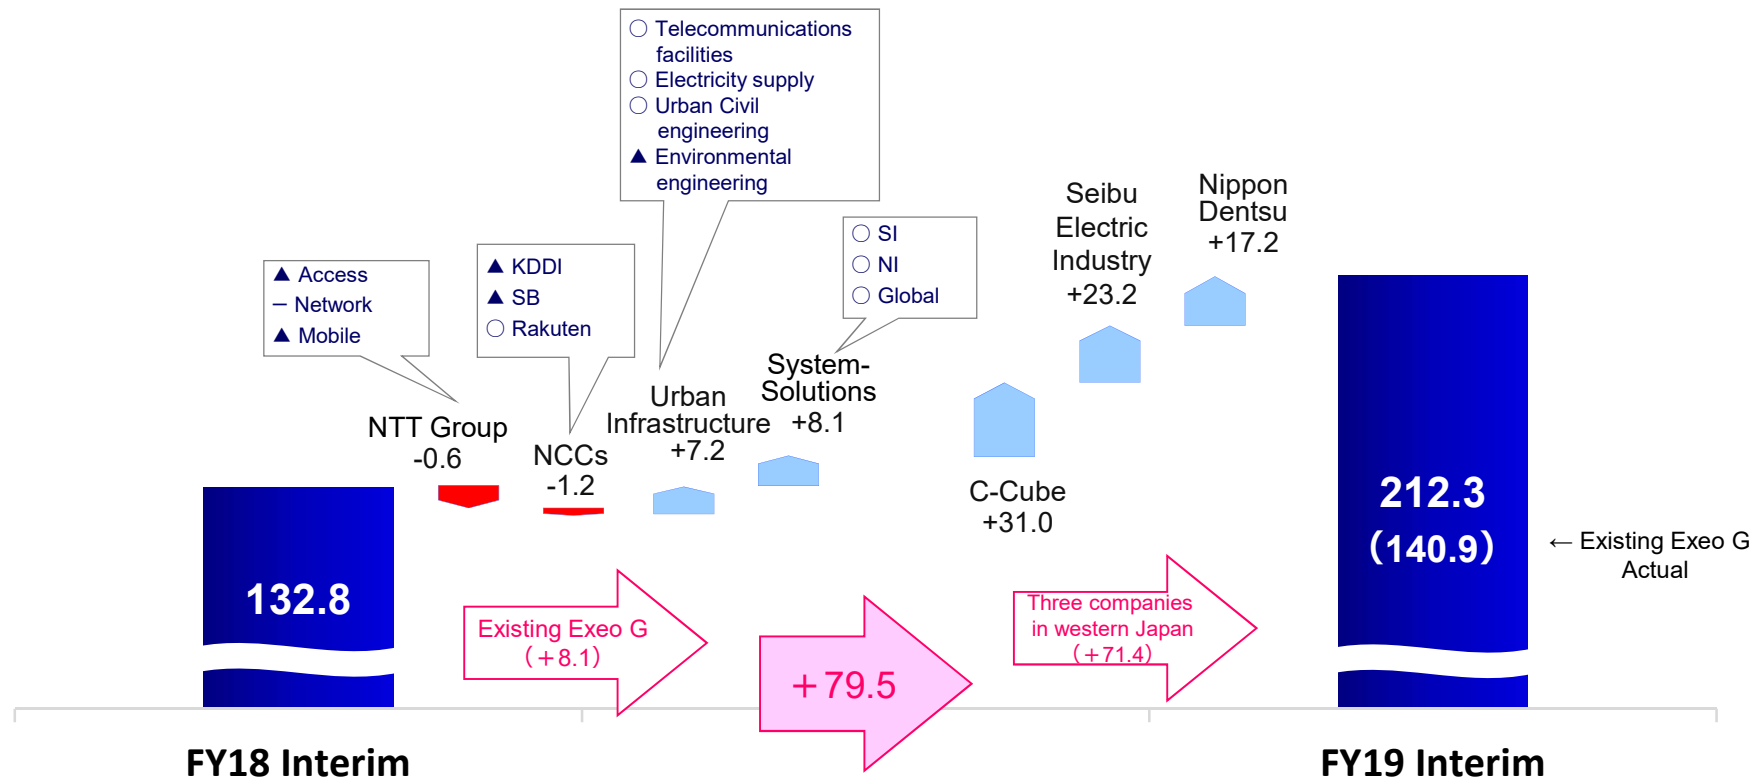 ○ Telecommunications
facilities
○ Electricity supply
○ Urban Civil
engineering
▲ Environmental
engineering
▲ Access
– Network
▲ Mobile
▲ KDDI
▲ SB
○ Rakuten
○ SI
○ NI
○ Global
NTT Group
-0.6
NCCs
-1.2
Urban
Infrastructure
+7.2
System-
Solutions
+8.1
C-Cube
+31.0
Seibu
Electric
Industry
+23.2
Nippon
Dentsu
+17.2
132.8
Existing Exeo G
（＋8.1）
＋79.5
Three companies
in western Japan
（＋71.4）
212.3
（140.9）
← Existing Exeo G
Actual
FY18 Interim
FY19 Interim